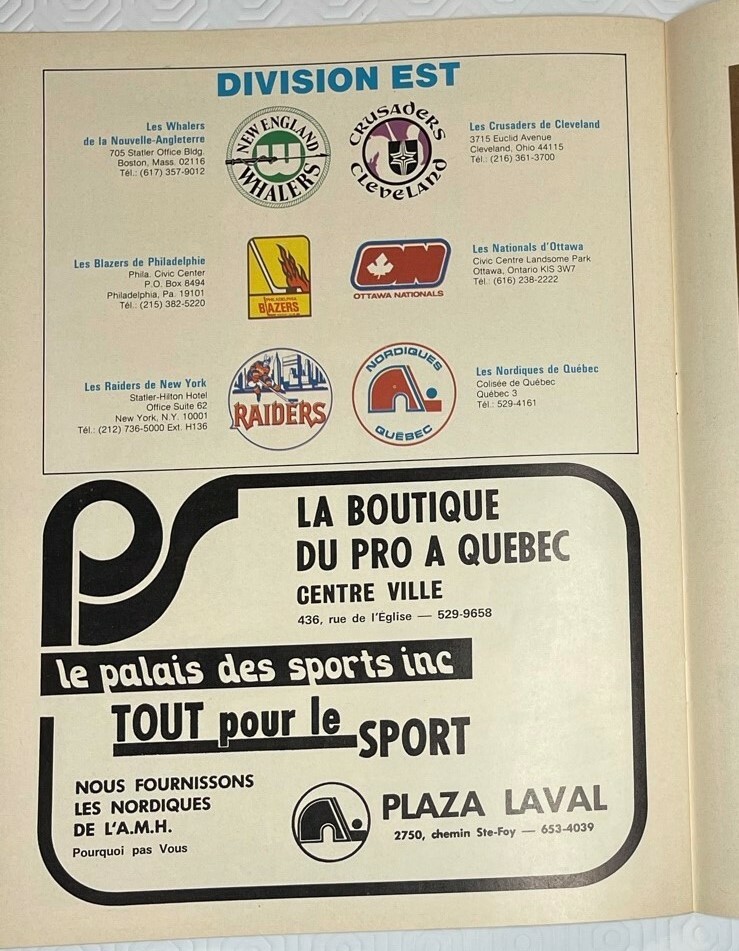 DIVISION EST
Les Whalers
de la Nouvelle-Angleterre
705 Statler Office Bldg.
Boston, Mass. 02116
Tél.: (617) 357-9012
NEW ENGLAND
WHALERS
CRUSADERS
CLEVELAND
Les Crusaders de Cleveland
3715 Euclid Avenue
Cleveland, Ohio 44115
Tél.: (216) 361-3700
Les Blazers de Philadelphie
Phila. Civic Center
P.O. Box 8494
Philadelphia, Pa. 19101
Tél.: (215) 382-5220
PHILADELPHIA
BLAZERS
ON
OTTAWA NATIONALS
Les Nationals d'Ottawa
Civic Centre Landsome Park
Ottawa, Ontario KIS 3W7
Tél.: (616) 238-2222
Les Raiders de New York
Statler-Hilton Hotel
Office Suite 62
New York, N.Y. 10001
Tél.: (212) 736-5000 Ext. H136
RAIDERS
NORDIQUES
QUÉBEC
Les Nordiques de Québec
Colisée de Québec
Québec 3
Tél.: 529-4161
PS
LA BOUTIQUE
DU PRO A QUEBEC
CENTRE VILLE
436, rue de l'Église — 529-9658
le palais des sports inc
TOUT pour le SPORT
NOUS FOURNISSONS
LES NORDIQUES
DE L'A.M.H.
Pourquoi pas Vous
PLAZA LAVAL
2750, chemin Ste-Foy — 653-4039